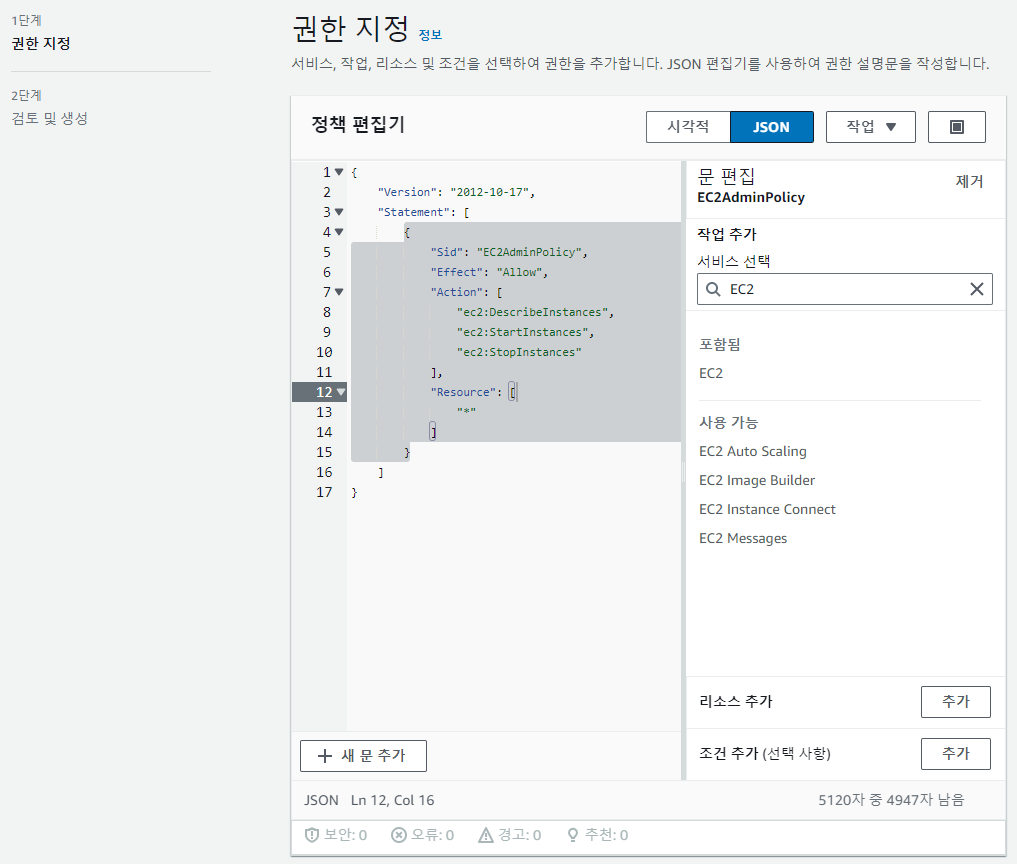 1단계
권한 지정
2단계
검토 및 생성
권한 지정 정보
서비스, 작업, 리소스 및 조건을 선택하여 권한을 추가합니다. JSON 편집기를 사용하여 권한 설명문을 작성합니다.
정책 편집기
시각적 JSON 작업
1 {
2 "Version": "2012-10-17",
3 "Statement": [
4 {
5 "Sid": "EC2AdminPolicy",
6 "Effect": "Allow",
7 "Action": [
8 "ec2:DescribeInstances",
9 "ec2:StartInstances",
10 "ec2:StopInstances"
11 ],
12 "Resource": [
13 "*"
14 ]
15 }
16 ]
17 }
+ 새 문 추가
문 편집
EC2AdminPolicy
제거
작업 추가
서비스 선택
EC2
포함됨
EC2
사용 가능
EC2 Auto Scaling
EC2 Image Builder
EC2 Instance Connect
EC2 Messages
리소스 추가 추가
조건 추가 (선택 사항) 추가
JSON Ln 12, Col 16 5120자 중 4947자 남음
보안: 0 오류: 0 경고: 0 추천: 0